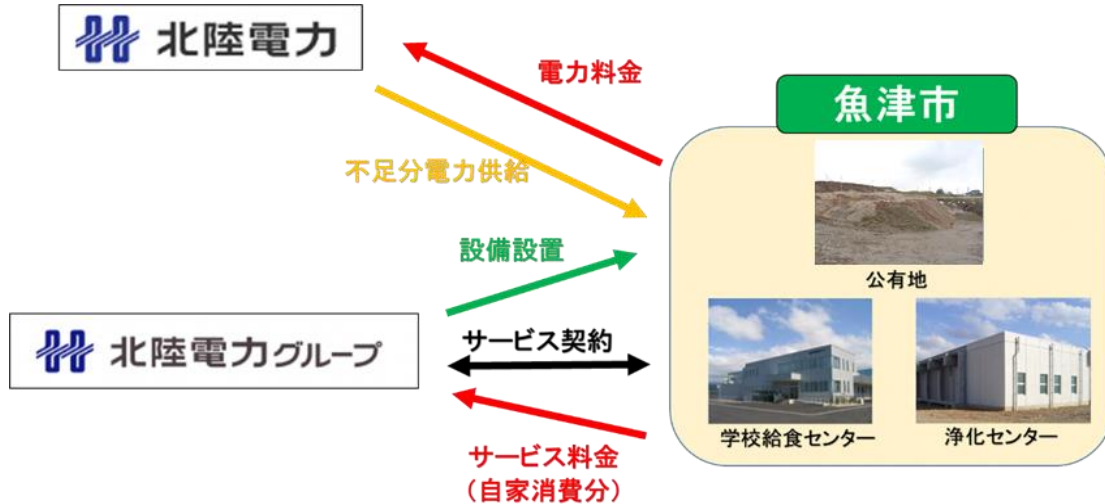 北陸電力
電力料金
魚津市
不足分電力供給
公有地
設備設置
北陸電力グループ
サービス契約
学校給食センター
浄化センター
サービス料金
（自家消費分）